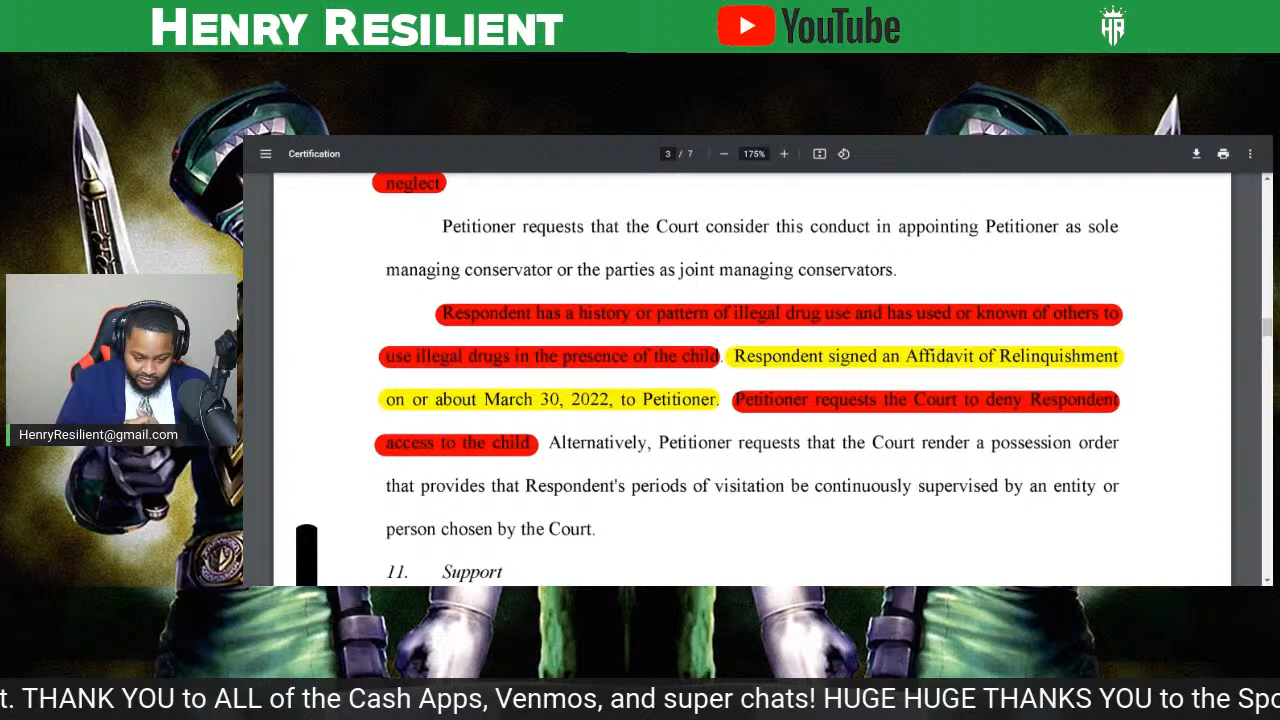 HENRY RESILIENT
YouTube
HR
Certification
3 / 7
175%
neglect
Petitioner requests that the Court consider this conduct in appointing Petitioner as sole
managing conservator or the parties as joint managing conservators.
Respondent has a history or pattern of illegal drug use and has used or known of others to
use illegal drugs in the presence of the child. Respondent signed an Affidavit of Relinquishment
on or about March 30, 2022, to Petitioner. Petitioner requests the Court to deny Respondent
access to the child Alternatively, Petitioner requests that the Court render a possession order
that provides that Respondent's periods of visitation be continuously supervised by an entity or
person chosen by the Court.
11. Support
HenryResilient@gmail.com
t. THANK YOU to ALL of the Cash Apps, Venmos, and super chats! HUGE HUGE THANKS YOU to the Spo